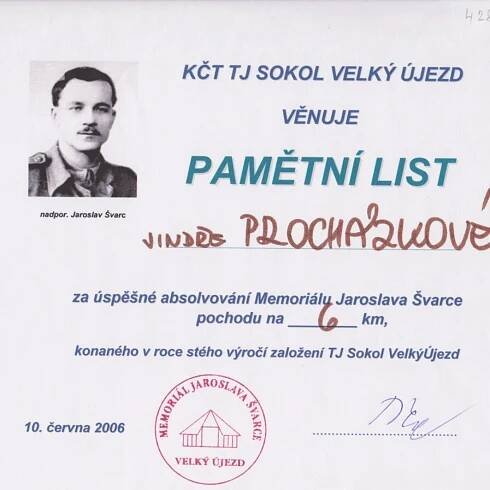 428
KČT TJ SOKOL VELKÝ ÚJEZD
VĚNUJE
PAMĚTNÍ LIST
nadpor. Jaroslav Švarc
JINDŘE PROCHÁZKOVÉ
za úspěšné absolvování Memoriálu Jaroslava Švarce
pochodu na 6 km,
konaného v roce stého výročí založení TJ Sokol VelkýÚjezd
10. června 2006
MEMORIÁL JAROSLAVA ŠVARCE
VELKÝ ÚJEZD